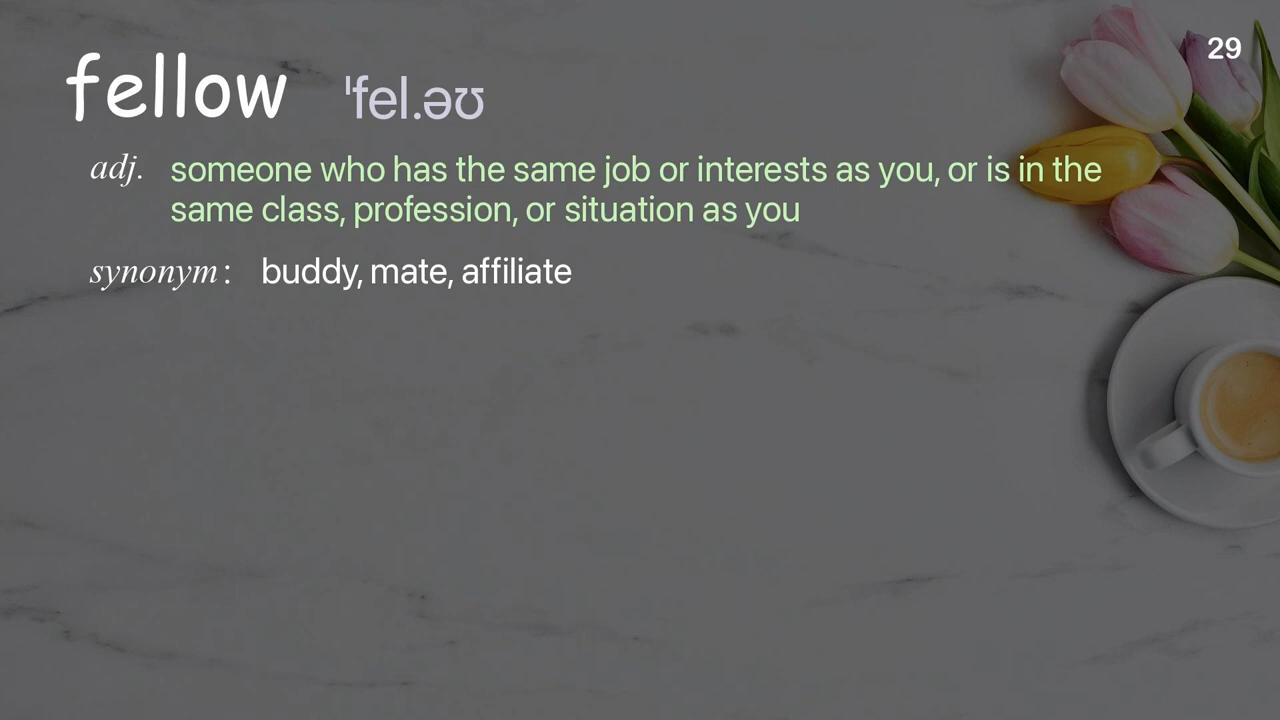 29
fellow ˈfel.əʊ
adj. someone who has the same job or interests as you, or is in the
same class, profession, or situation as you
synonym: buddy, mate, affiliate